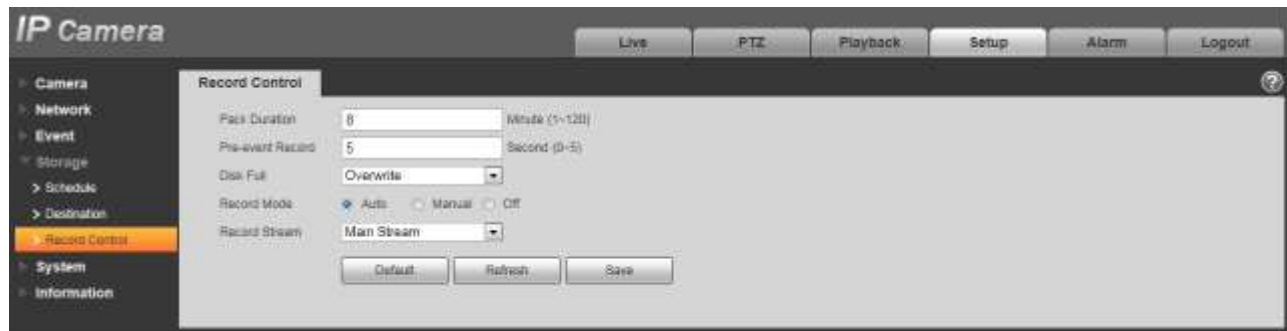 IP Camera
Live PTZ Playback Setup Alarm Logout
Camera
Network
Event
Storage
> Schedule
> Destination
> Record Control
System
Information
Record Control
?
Pack Duration 8 Minute (1~120)
Pre-event Record 5 Second (0~5)
Disk Full Overwrite
Record Mode Auto Manual Off
Record Stream Main Stream
Default Refresh Save